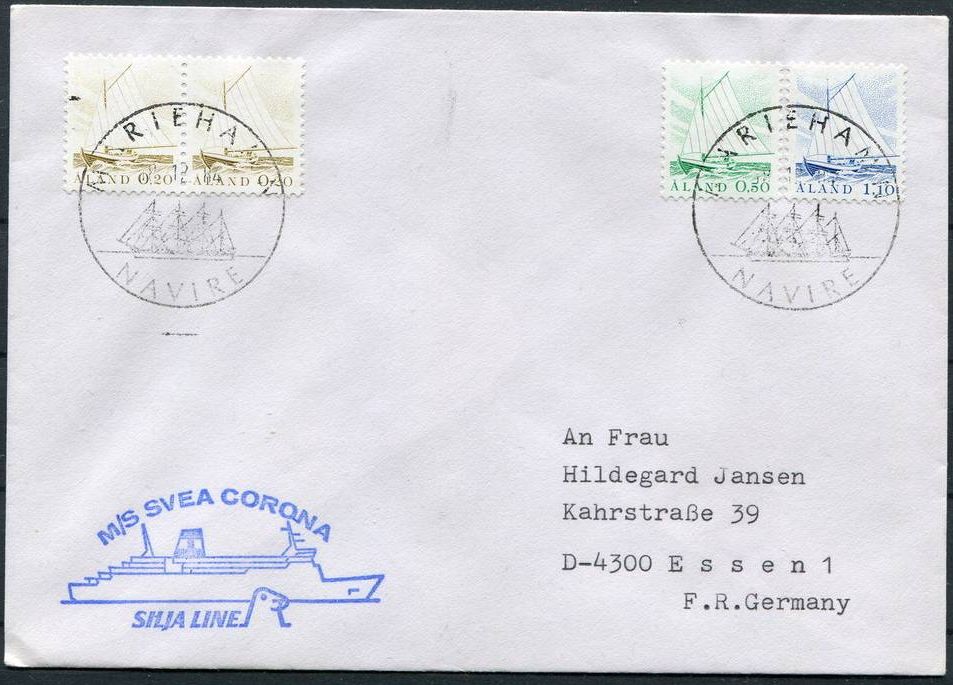 ÅLAND 0,20 ÅLAND 0,20
ÅLAND 0,50 ÅLAND 1,10
NAVIRE
NAVIRE
An Frau
Hildegard Jansen
Kahrstraße 39
D-4300 Essen 1
F.R.Germany
M/S SVEA CORONA
SILJA LINE